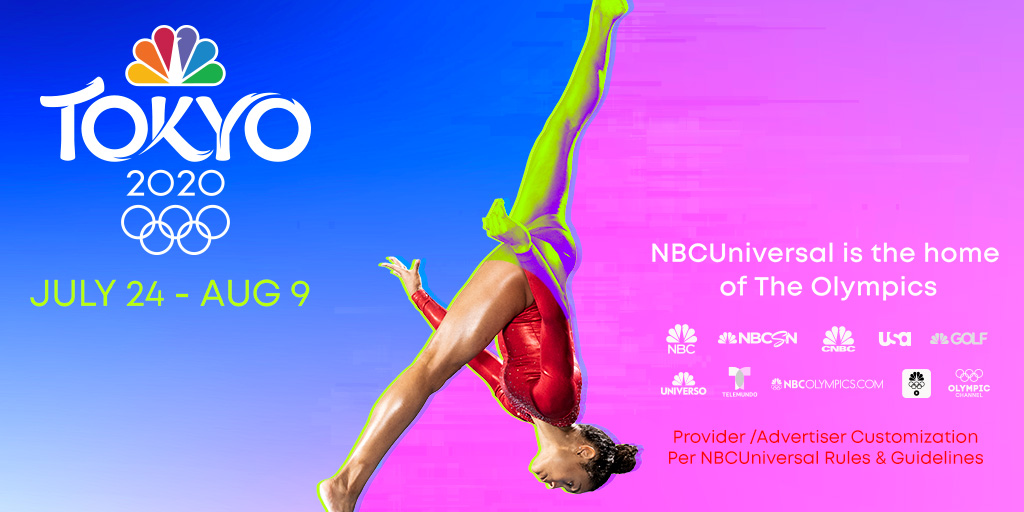 TOKYO
2020
JULY 24 - AUG 9
NBCUniversal is the home
of The Olympics
NBC NBCSN CNBC USA GOLF
UNIVERSO TELEMUNDO NBCOLYMPICS.COM OLYMPIC
CHANNEL
Provider /Advertiser Customization
Per NBCUniversal Rules & Guidelines